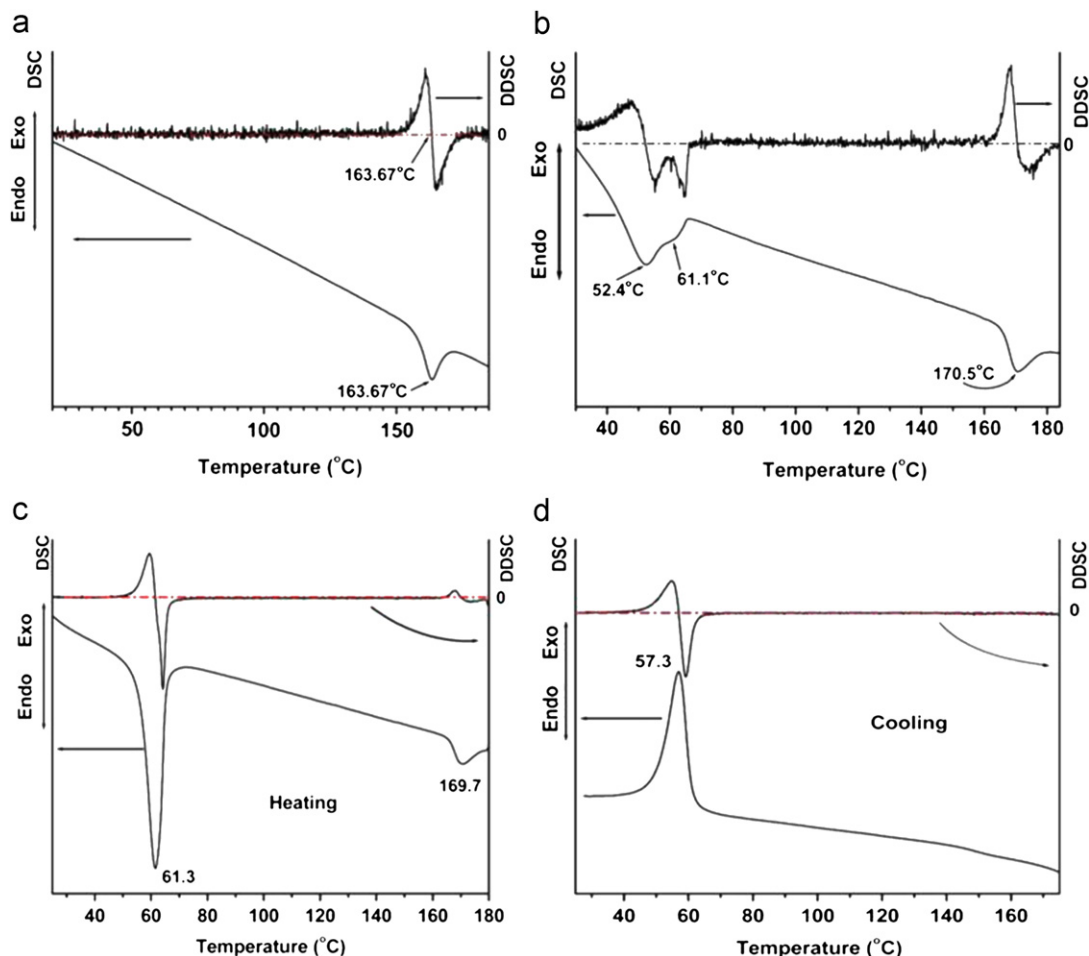 a
DSC
Exo
Endo
DDSC
0
163.67°C
163.67°C
50
100
150
Temperature (°C)
b
DSC
Exo
Endo
DDSC
0
52.4°C
61.1°C
170.5°C
40
60
80
100
120
140
160
180
Temperature (°C)
c
DSC
Exo
Endo
DDSC
0
169.7
Heating
61.3
40
60
80
100
120
140
160
180
Temperature (°C)
d
DSC
Exo
Endo
DDSC
0
57.3
Cooling
40
60
80
100
120
140
160
Temperature (°C)